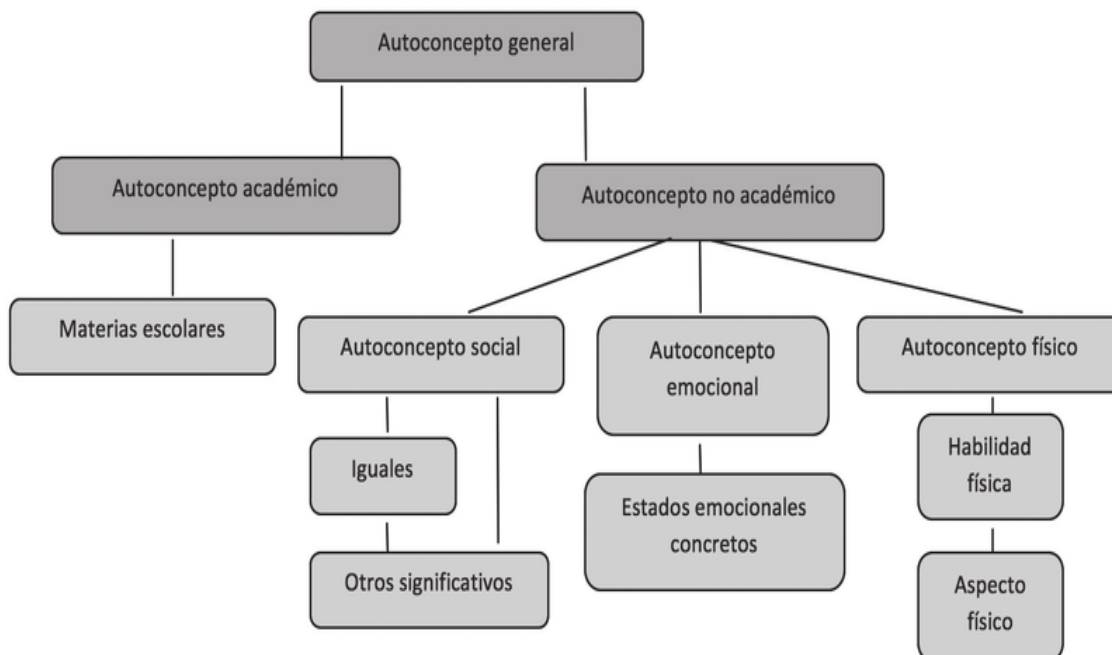 Autoconcepto general
Autoconcepto académico
Autoconcepto no académico
Materias escolares
Autoconcepto social
Autoconcepto
emocional
Autoconcepto físico
Iguales
Habilidad
física
Estados emocionales
concretos
Otros significativos
Aspecto
físico